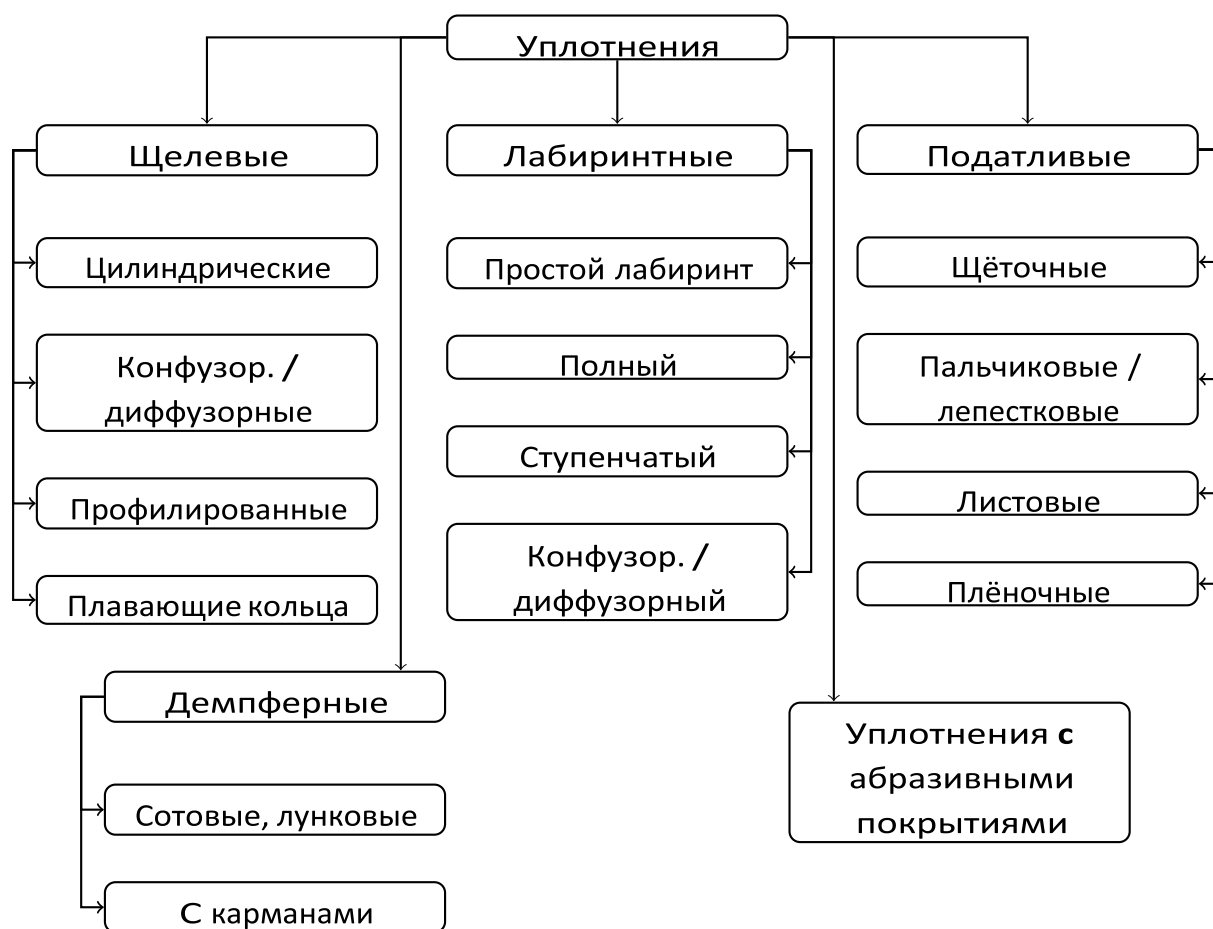 Уплотнения
Щелевые
Лабиринтные
Податливые
Цилиндрические
Простой лабиринт
Щёточные
Конфузор. /
диффузорные
Полный
Пальчиковые /
лепестковые
Ступенчатый
Профилированные
Листовые
Конфузор. /
диффузорный
Плавающие кольца
Плёночные
Демпферные
Уплотнения с
абразивными
покрытиями
Сотовые, лунковые
С карманами